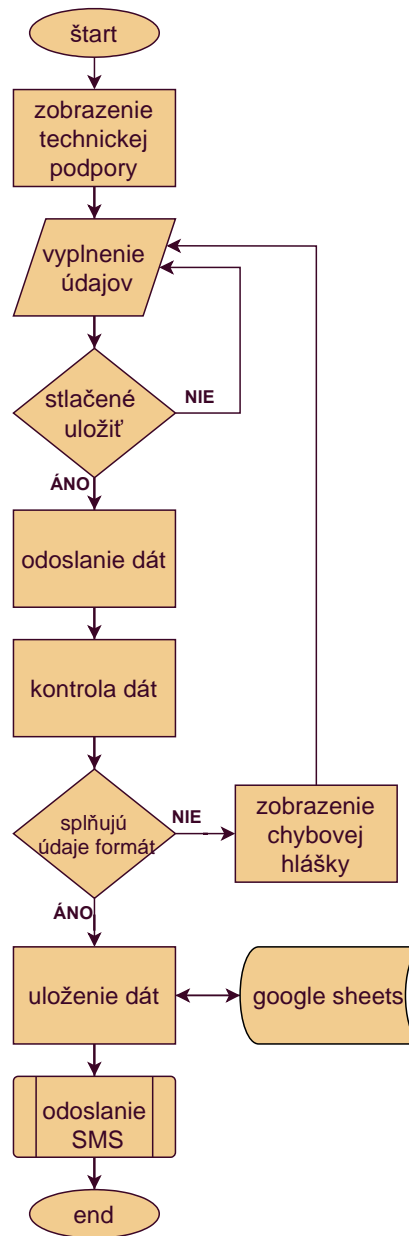 štart
zobrazenie
technickej
podpory
vyplnenie
údajov
stlačené
uložiť
NIE
ÁNO
odoslanie dát
kontrola dát
splňujú
údaje formát
NIE
zobrazenie
chybovej
hlášky
ÁNO
uloženie dát
google sheets
odoslanie
SMS
end